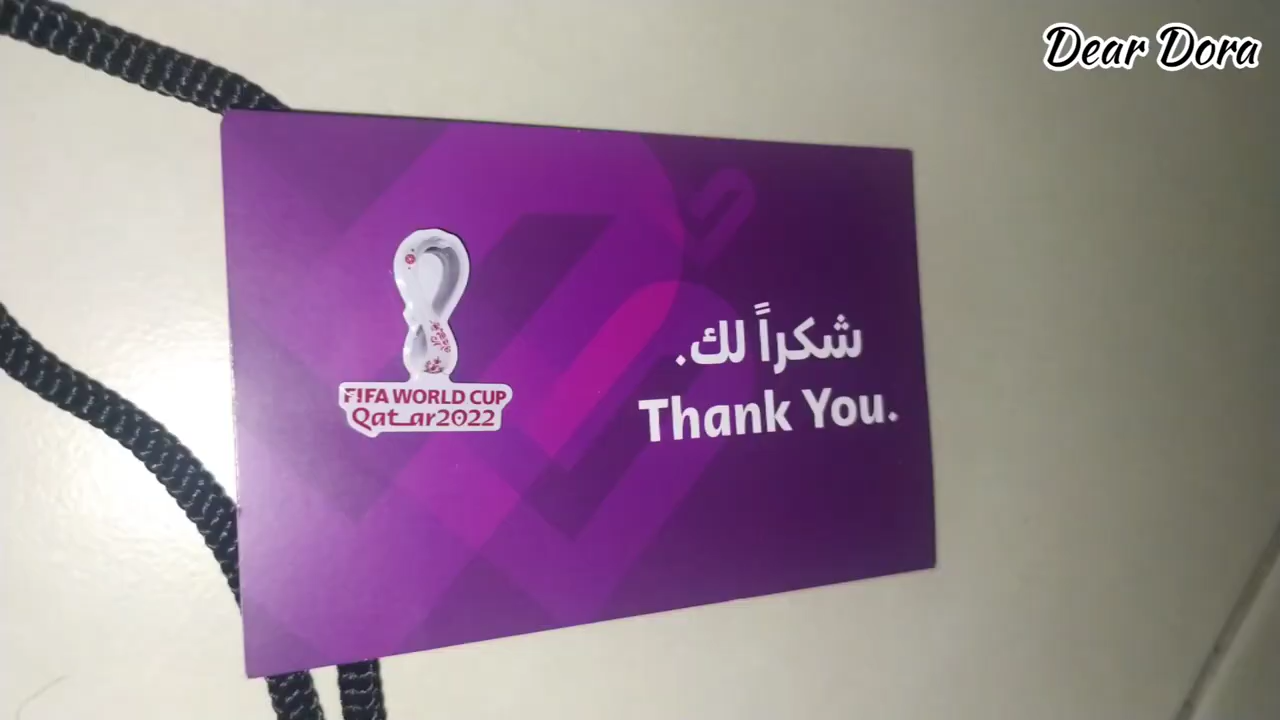 Dear Dora
FIFA WORLD CUP
Qatar2022
شكراً لك.
Thank You.